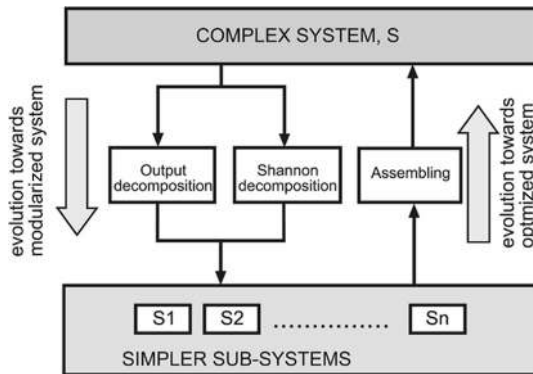 COMPLEX SYSTEM, S
evolution towards
modularized system
Output
decomposition
Shannon
decomposition
Assembling
evolution towards
optmized system
S1 S2 .................. Sn
SIMPLER SUB-SYSTEMS